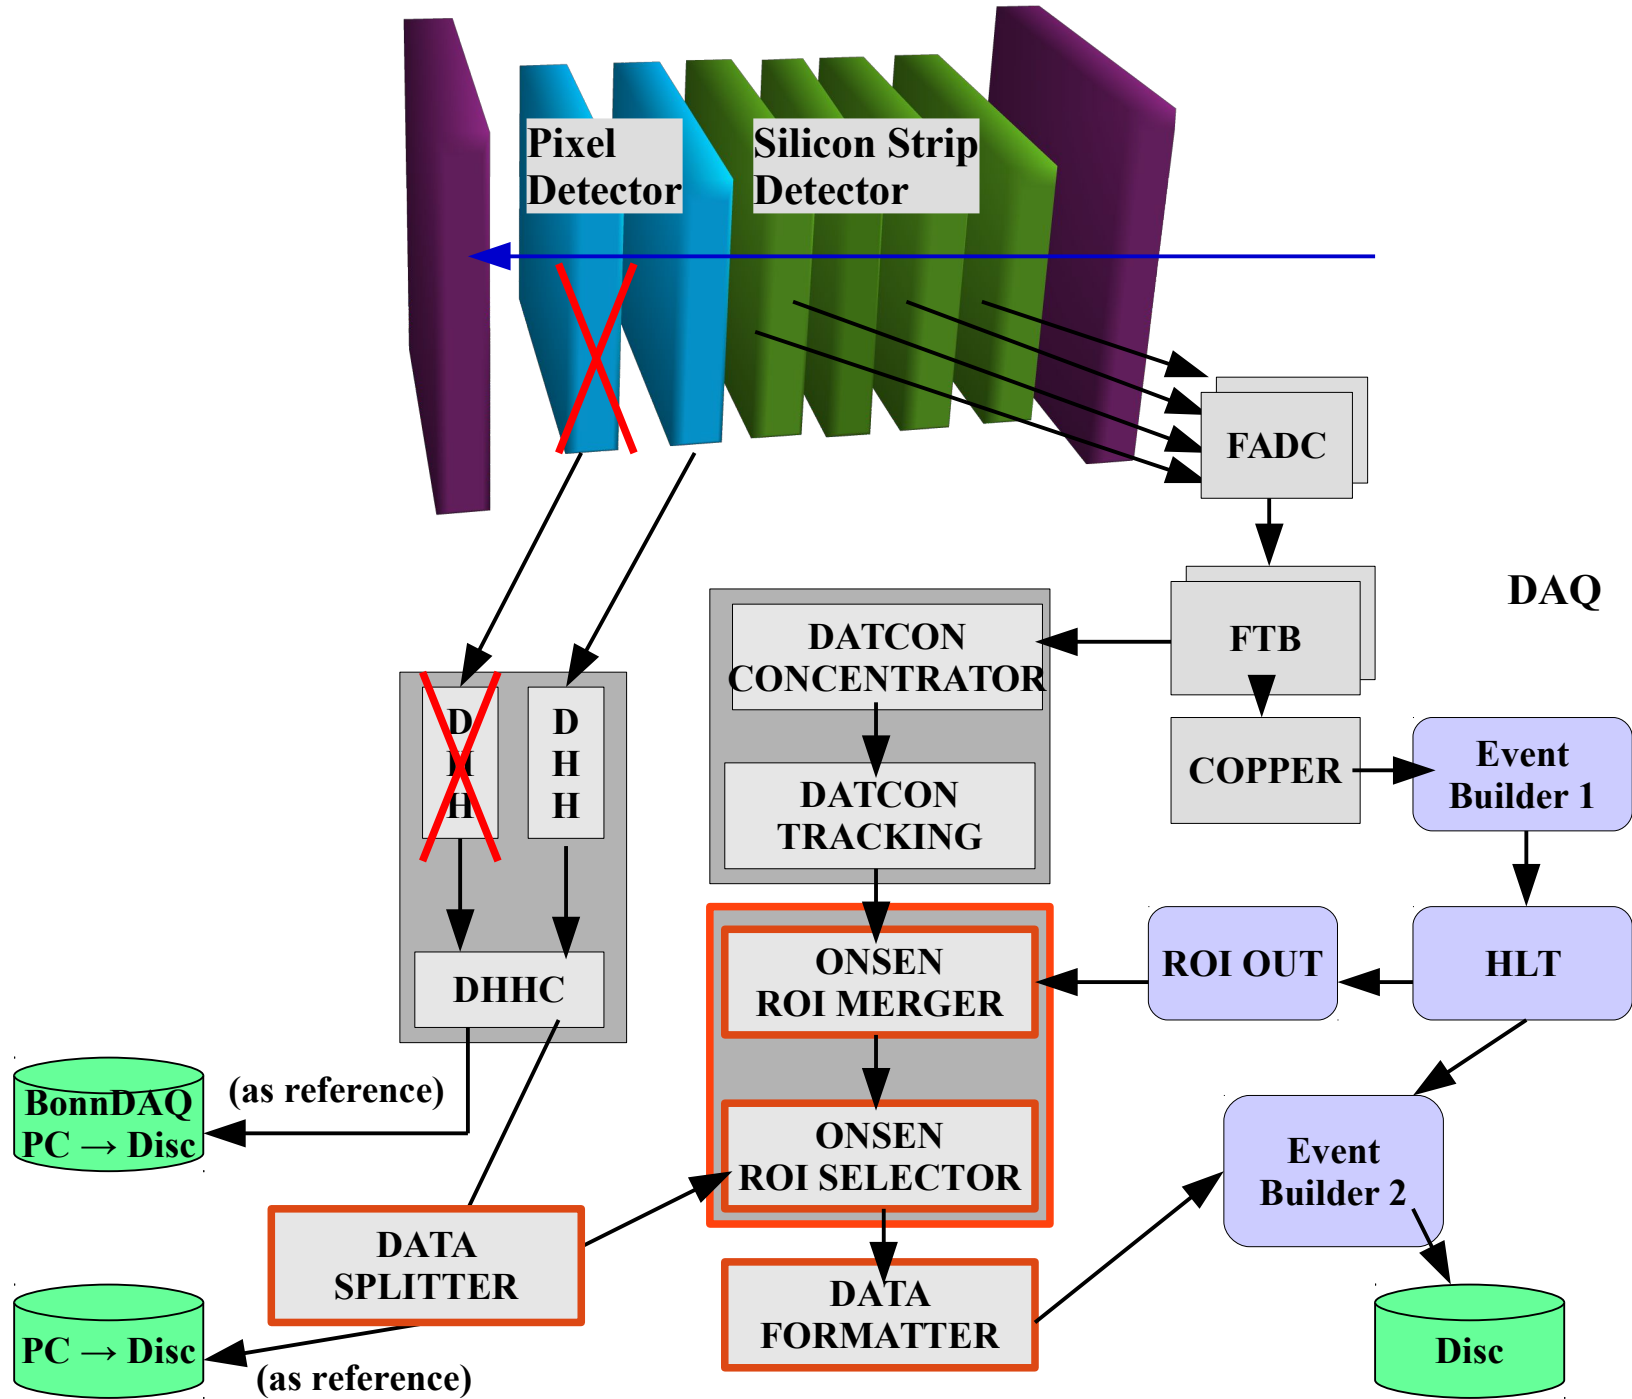 Pixel
Detector
Silicon Strip
Detector
FADC
DAQ
FTB
DATCON
CONCENTRATOR
D
H
H
D
H
H
COPPER
Event
Builder 1
DATCON
TRACKING
ONSEN
ROI MERGER
ROI OUT
HLT
DHHC
(as reference)
BonnDAQ
PC → Disc
ONSEN
ROI SELECTOR
Event
Builder 2
DATA
SPLITTER
DATA
FORMATTER
PC → Disc
(as reference)
Disc